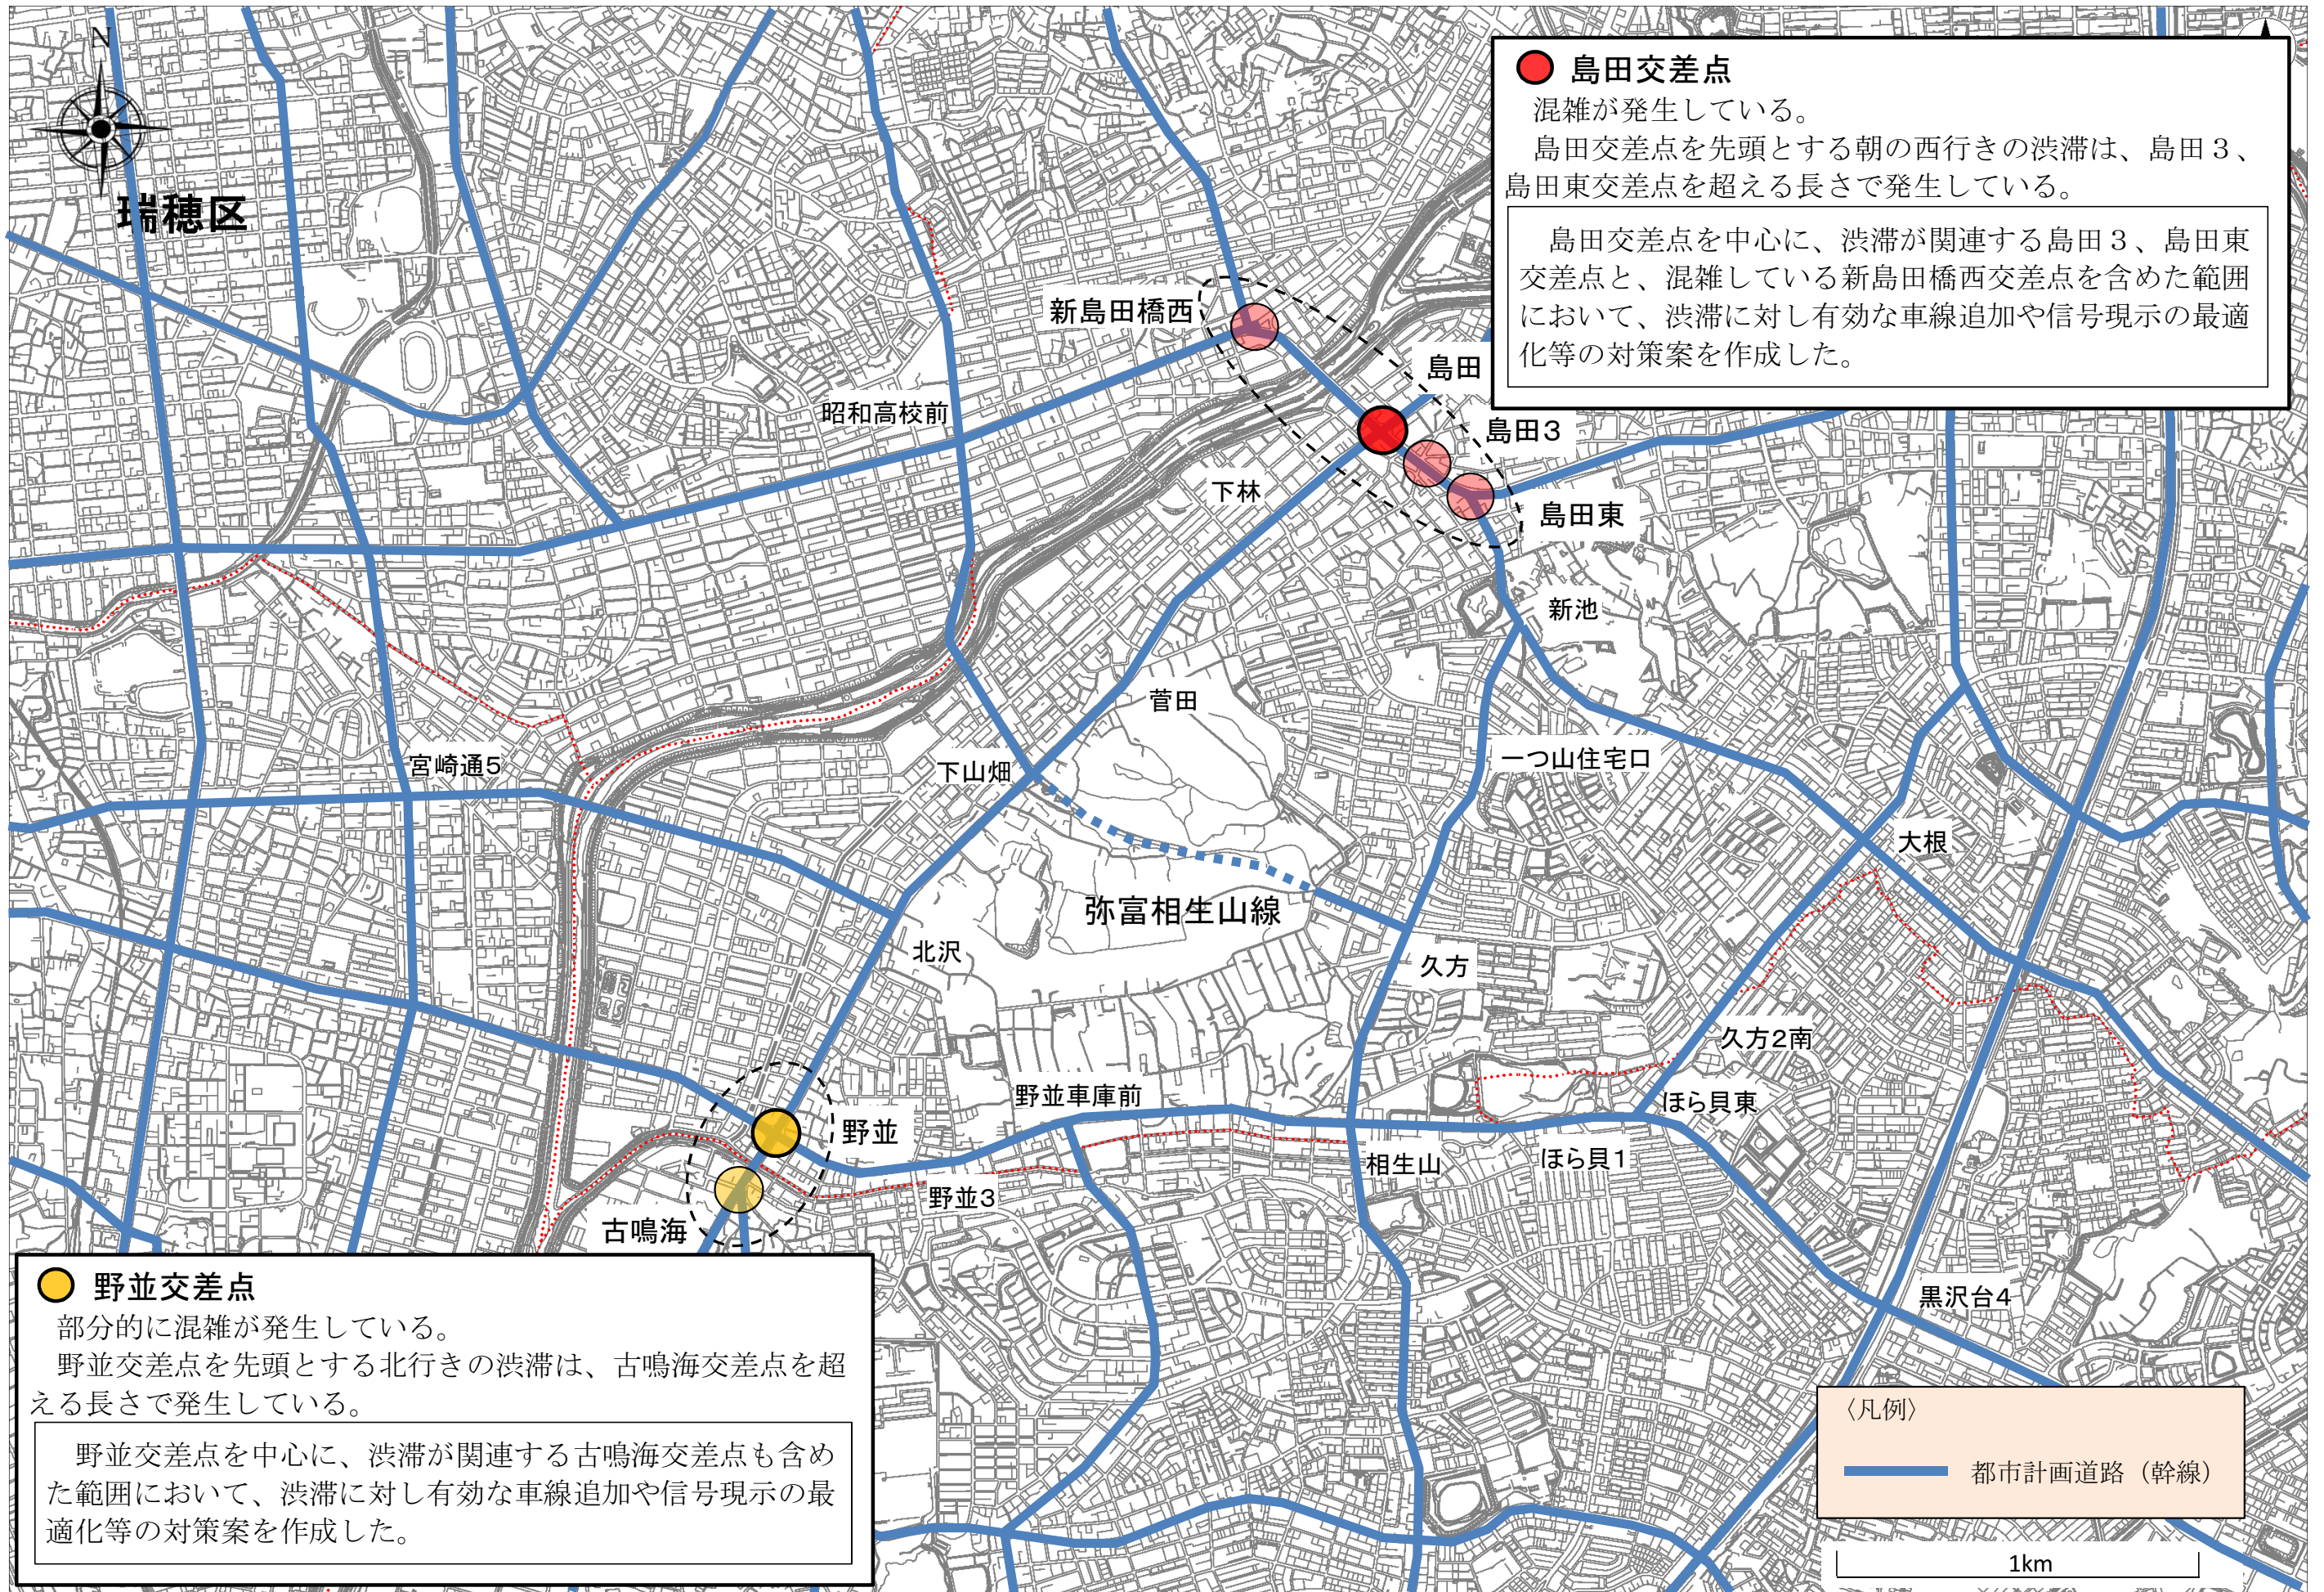 N
瑞穂区
島田交差点
混雑が発生している。
島田交差点を先頭とする朝の西行きの渋滞は、島田３、
島田東交差点を超える長さで発生している。
島田交差点を中心に、渋滞が関連する島田３、島田東
交差点と、混雑している新島田橋西交差点を含めた範囲
において、渋滞に対し有効な車線追加や信号現示の最適
化等の対策案を作成した。
新島田橋西
島田
昭和高校前
島田3
下林
島田東
新池
菅田
宮崎通5
下山畑
一つ山住宅口
大根
弥富相生山線
北沢
久方
久方2南
野並車庫前
ほら貝東
野並
相生山
ほら貝1
野並3
古鳴海
黒沢台4
野並交差点
部分的に混雑が発生している。
野並交差点を先頭とする北行きの渋滞は、古鳴海交差点を超
える長さで発生している。
野並交差点を中心に、渋滞が関連する古鳴海交差点も含め
た範囲において、渋滞に対し有効な車線追加や信号現示の最
適化等の対策案を作成した。
〈凡例〉
都市計画道路（幹線）
1km